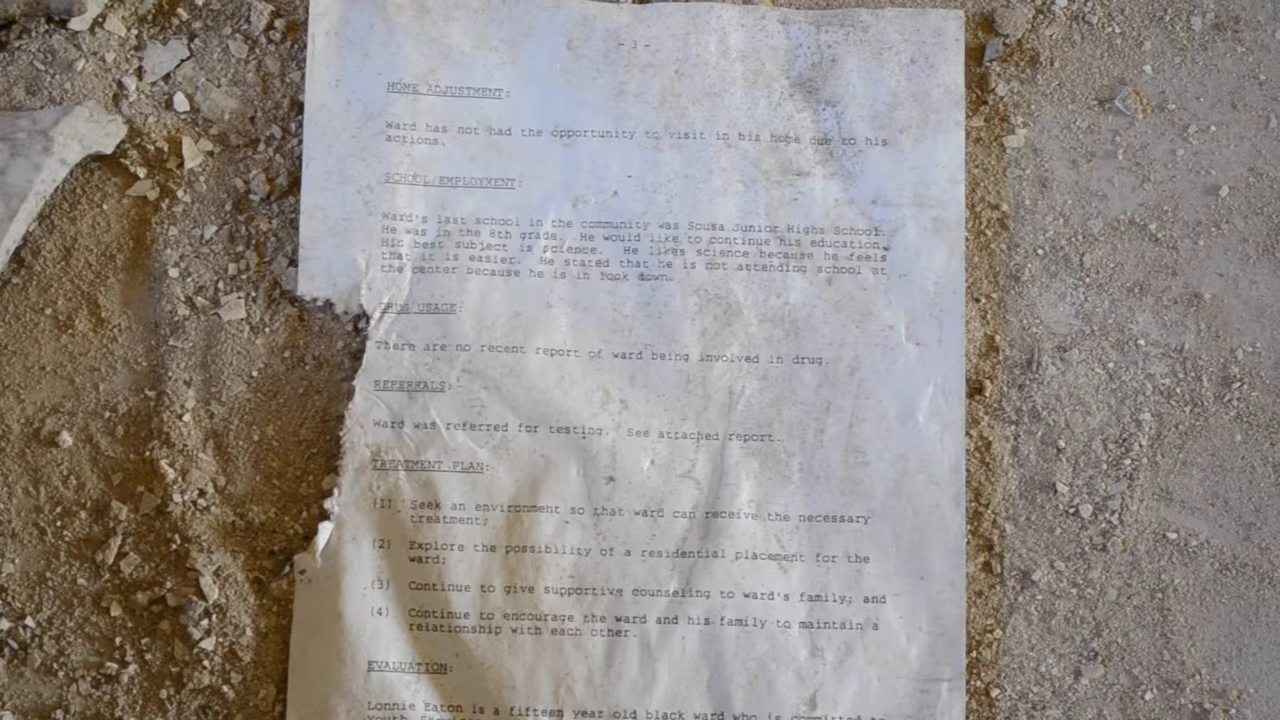 - 3 -
HOME ADJUSTMENT:
Ward has not had the opportunity to visit in his home due to his
actions.
SCHOOL/EMPLOYMENT:
Ward's last school in the community was Sousa Junior Highs School.
He was in the 8th grade. He would like to continue his education.
His best subject is science. He likes science because he feels
that it is easier. He stated that he is not attending school at
the center because he is in lock down.
DRUG USAGE:
There are no recent report of ward being involved in drug.
REFERRALS:
Ward was referred for testing. See attached report.
TREATMENT PLAN:
(1) Seek an environment so that ward can receive the necessary
treatment;
(2) Explore the possibility of a residential placement for the
ward;
(3) Continue to give supportive counseling to ward's family; and
(4) Continue to encourage the ward and his family to maintain a
relationship with each other.
EVALUATION:
Lonnie Eaton is a fifteen year old black ward who is committed to
Youth